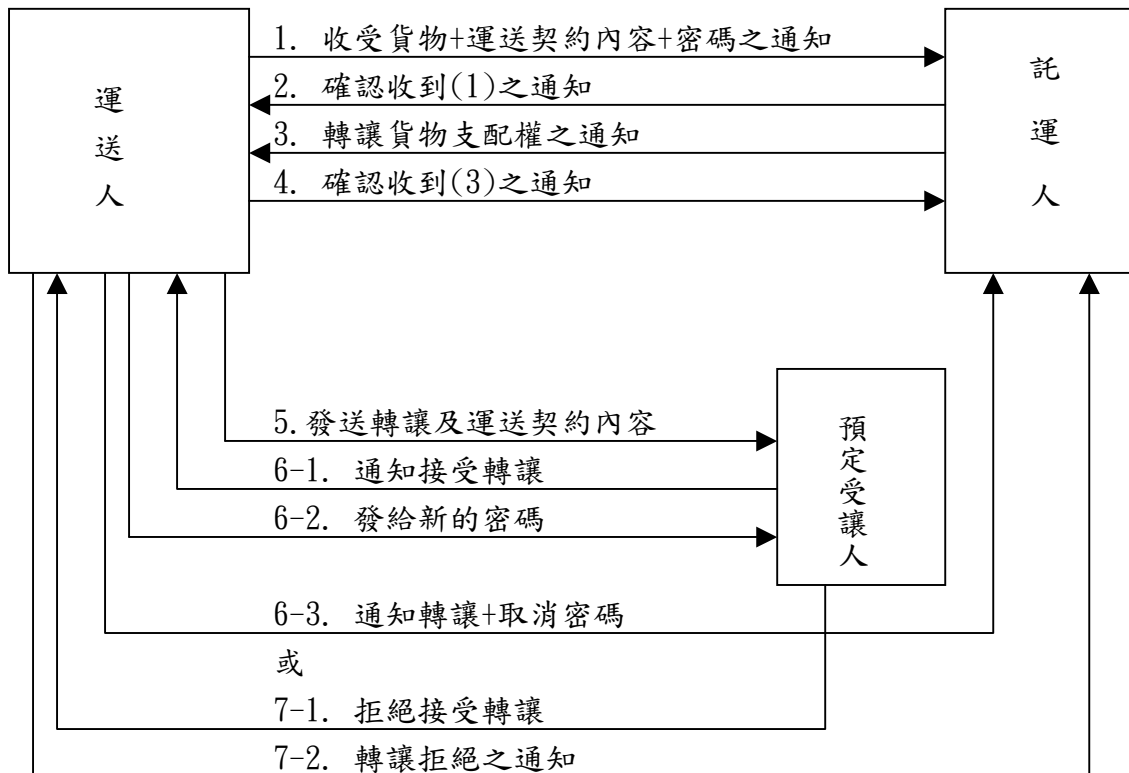 運送人
託運人
1. 收受貨物+運送契約內容+密碼之通知
2. 確認收到(1)之通知
3. 轉讓貨物支配權之通知
4. 確認收到(3)之通知
預定受讓人
5.發送轉讓及運送契約內容
6-1. 通知接受轉讓
6-2. 發給新的密碼
6-3. 通知轉讓+取消密碼
或
7-1. 拒絕接受轉讓
7-2. 轉讓拒絕之通知